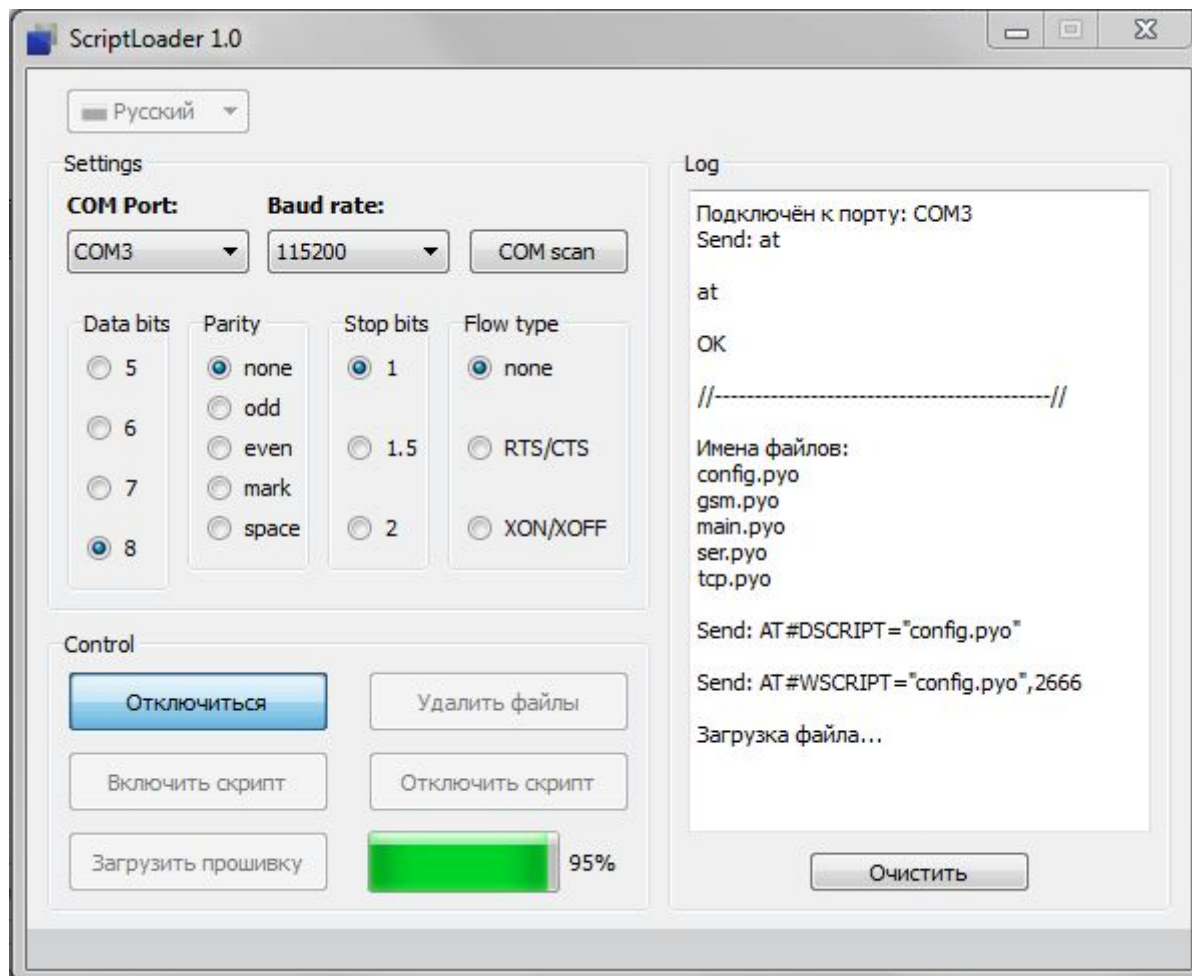 ScriptLoader 1.0
Русский
Settings
COM Port: Baud rate:
COM3 115200 COM scan
Data bits Parity Stop bits Flow type
5 none 1 none
odd
6 even 1.5 RTS/CTS
7 mark
space 2 XON/XOFF
8
Control
Отключиться Удалить файлы
Включить скрипт Отключить скрипт
Загрузить прошивку 95%
Log
Подключён к порту: COM3
Send: at
at
OK
//------------------------------------------//
Имена файлов:
config.pyo
gsm.pyo
main.pyo
ser.pyo
tcp.pyo
Send: AT#DSCRIPT="config.pyo"
Send: AT#WSCRIPT="config.pyo",2666
Загрузка файла...
Очистить